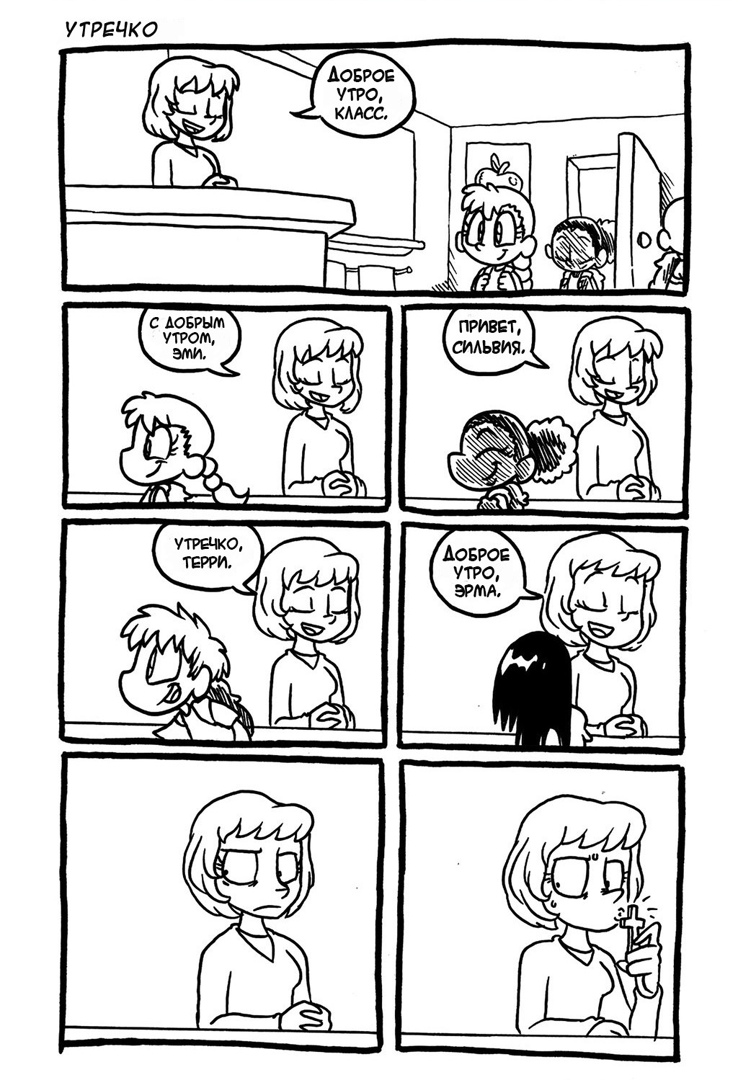 УТРЕЧКО
ДОБРОЕ
УТРО,
КЛАСС.
С ДОБРЫМ
УТРОМ,
ЭМИ.
ПРИВЕТ,
СИЛЬВИЯ.
УТРЕЧКО,
ТЕРРИ.
ДОБРОЕ
УТРО,
ЭРМА.